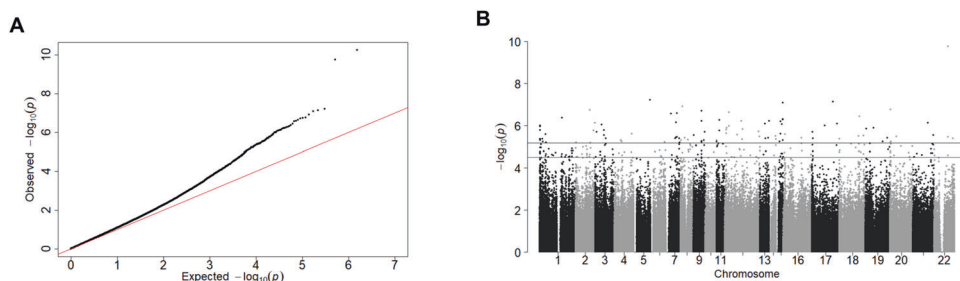 A
Observed −log10(p)
10
8
6
4
2
0
0 1 2 3 4 5 6 7
Expected −log10(p)
B
−log10(p)
10
8
6
4
2
0
1 2 3 4 5 7 9 11 13 16 17 18 19 20 22
Chromosome